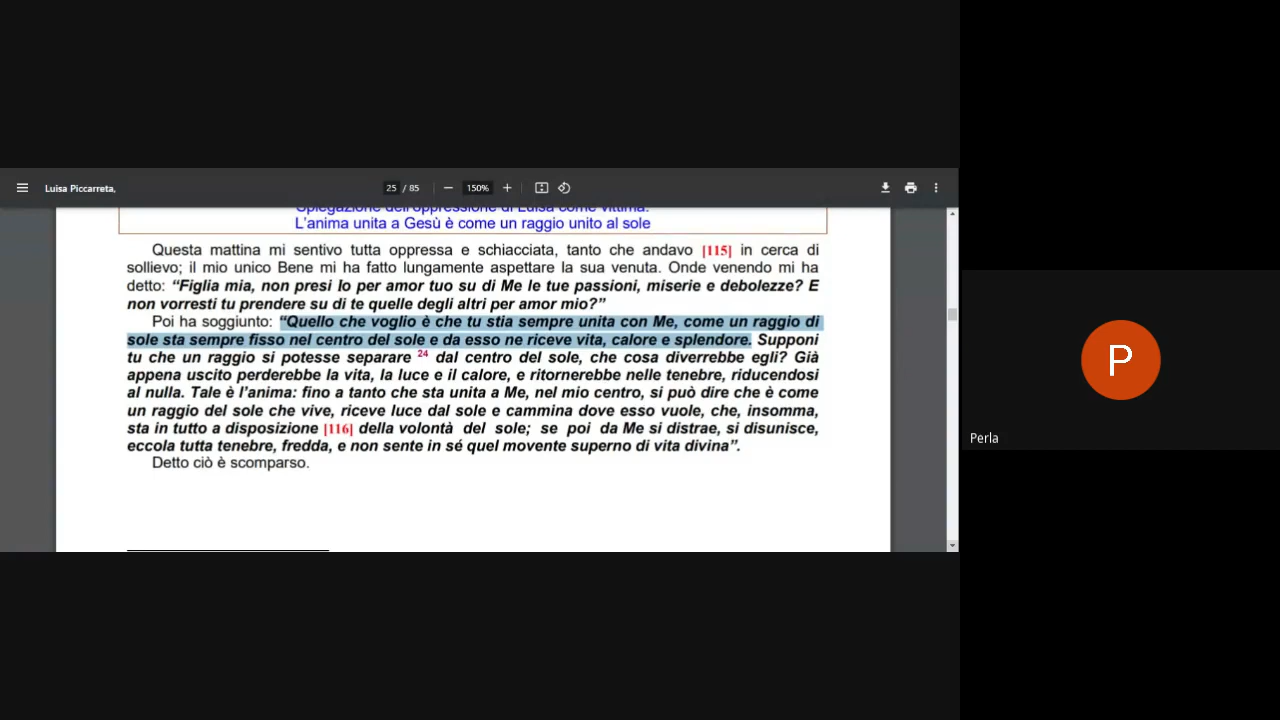 Luisa Piccarreta,
25 / 85
150%
Spiegazione dell'oppressione di Luisa come vittima.
L'anima unita a Gesù è come un raggio unito al sole
Questa mattina mi sentivo tutta oppressa e schiacciata, tanto che andavo [115] in cerca di
sollievo; il mio unico Bene mi ha fatto lungamente aspettare la sua venuta. Onde venendo mi ha
detto: “Figlia mia, non presi Io per amor tuo su di Me le tue passioni, miserie e debolezze? E
non vorresti tu prendere su di te quelle degli altri per amor mio?”
Poi ha soggiunto: “Quello che voglio è che tu stia sempre unita con Me, come un raggio di
sole sta sempre fisso nel centro del sole e da esso ne riceve vita, calore e splendore. Supponi
tu che un raggio si potesse separare 24 dal centro del sole, che cosa diverrebbe egli? Già
appena uscito perderebbe la vita, la luce e il calore, e ritornerebbe nelle tenebre, riducendosi
al nulla. Tale è l'anima: fino a tanto che sta unita a Me, nel mio centro, si può dire che è come
un raggio del sole che vive, riceve luce dal sole e cammina dove esso vuole, che, insomma,
sta in tutto a disposizione [116] della volontà del sole; se poi da Me si distrae, si disunisce,
eccola tutta tenebre, fredda, e non sente in sé quel movente superno di vita divina”.
Detto ciò è scomparso.
P
Perla